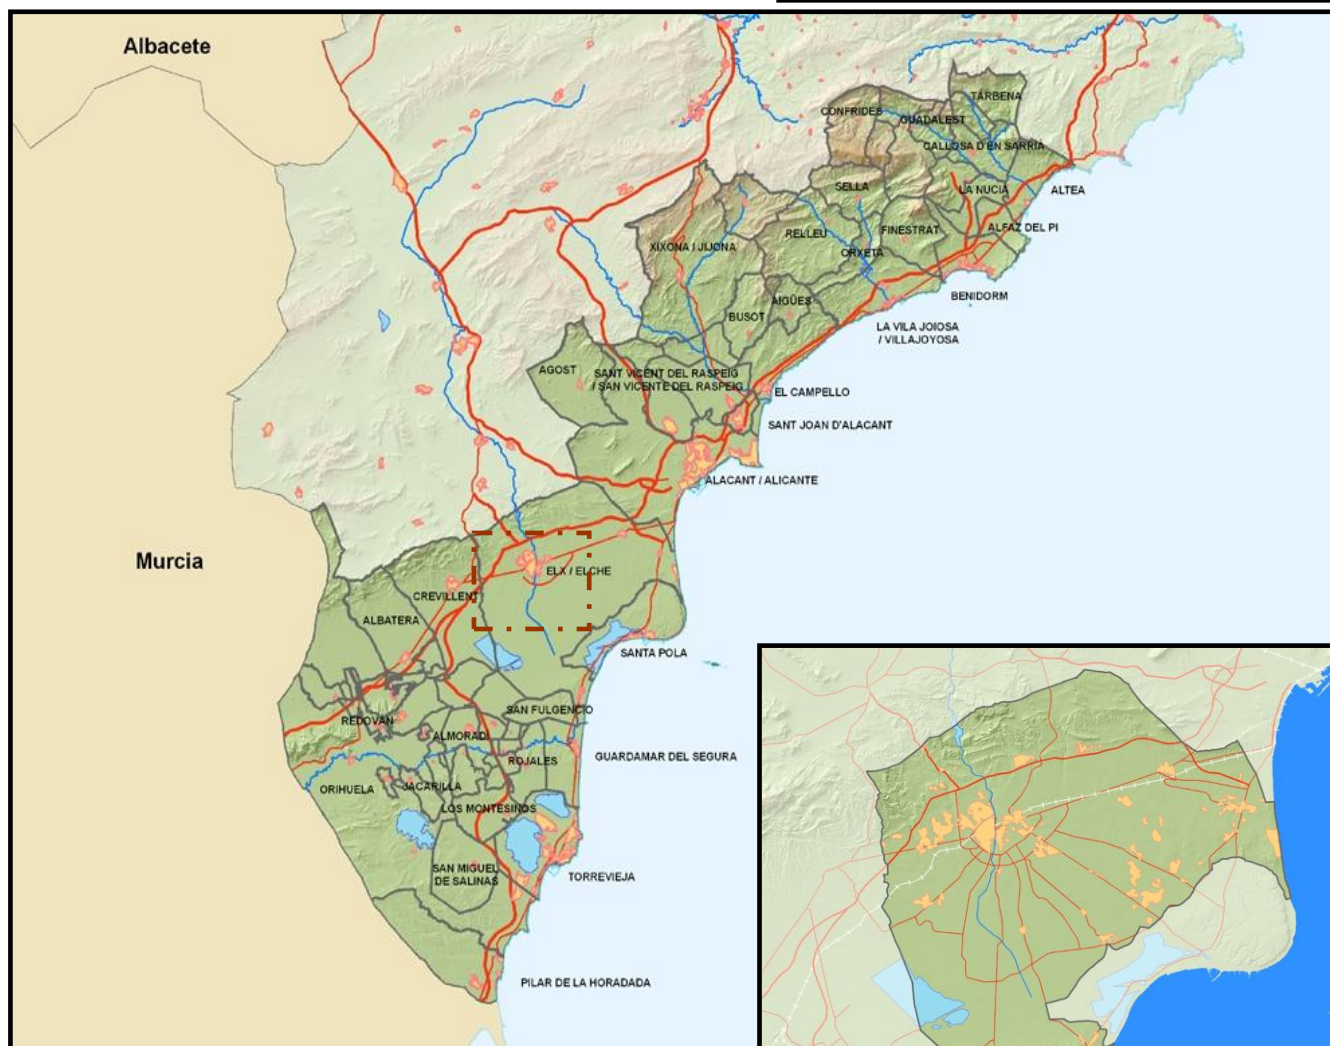 Albacete
TÁRBENA
CONFRIDES
GUADALEST
CALLOSA D'EN SARRIÀ
SELLA
LA NUCIA
ALTEA
ALFAZ DEL PI
RELLEU
FINESTRAT
XIXONA / JIJONA
ORXETA
BENIDORM
AIGÜES
BUSOT
LA VILA JOIOSA
/ VILLAJOYOSA
AGOST
SANT VICENT DEL RASPEIG
/ SAN VICENTE DEL RASPEIG
EL CAMPELLO
SANT JOAN D'ALACANT
ALACANT / ALICANTE
Murcia
ELX / ELCHE
CREVILLENT
ALBATERA
SANTA POLA
SAN FULGENCIO
REDOVÁN
ALMORADÍ
GUARDAMAR DEL SEGURA
ROJALES
ORIHUELA
JACARILLA
LOS MONTESINOS
SAN MIGUEL
DE SALINAS
TORREVIEJA
PILAR DE LA HORADADA